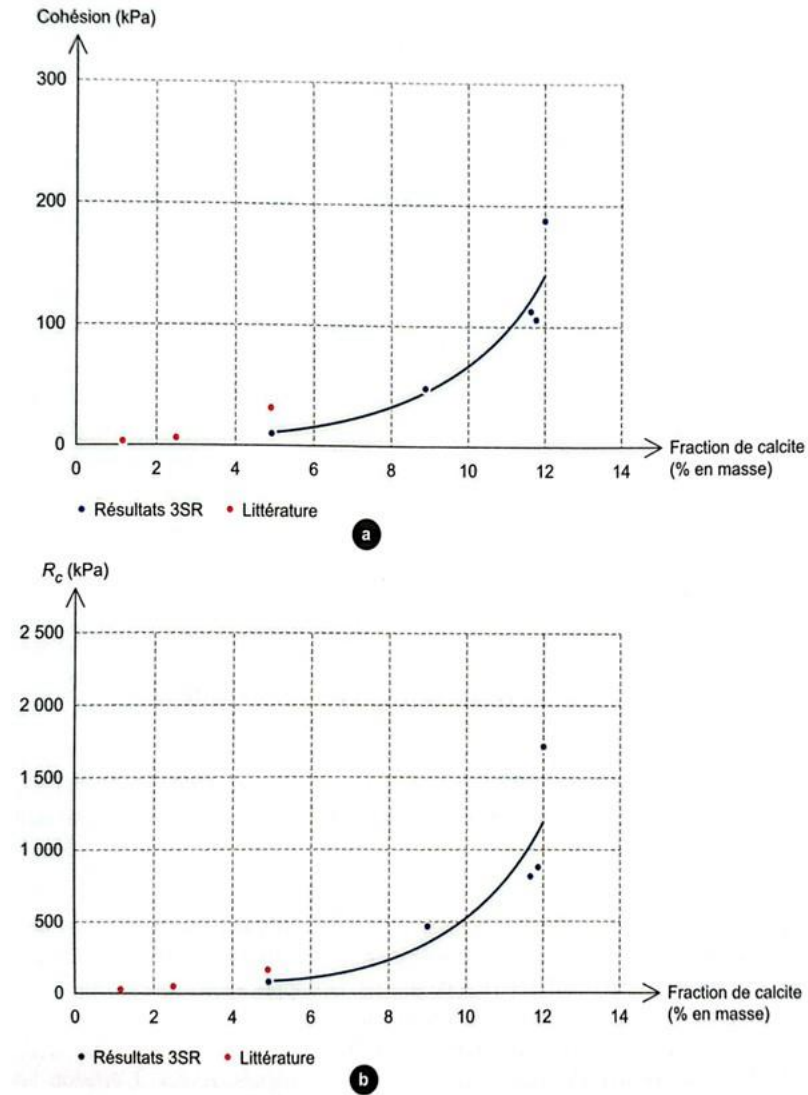 Cohésion (kPa)
300
200
100
0
0 2 4 6 8 10 12 14
Fraction de calcite
(% en masse)
• Résultats 3SR • Littérature
a
R_c (kPa)
2 500
2 000
1 500
1 000
500
0
0 2 4 6 8 10 12 14
Fraction de calcite
(% en masse)
• Résultats 3SR • Littérature
b